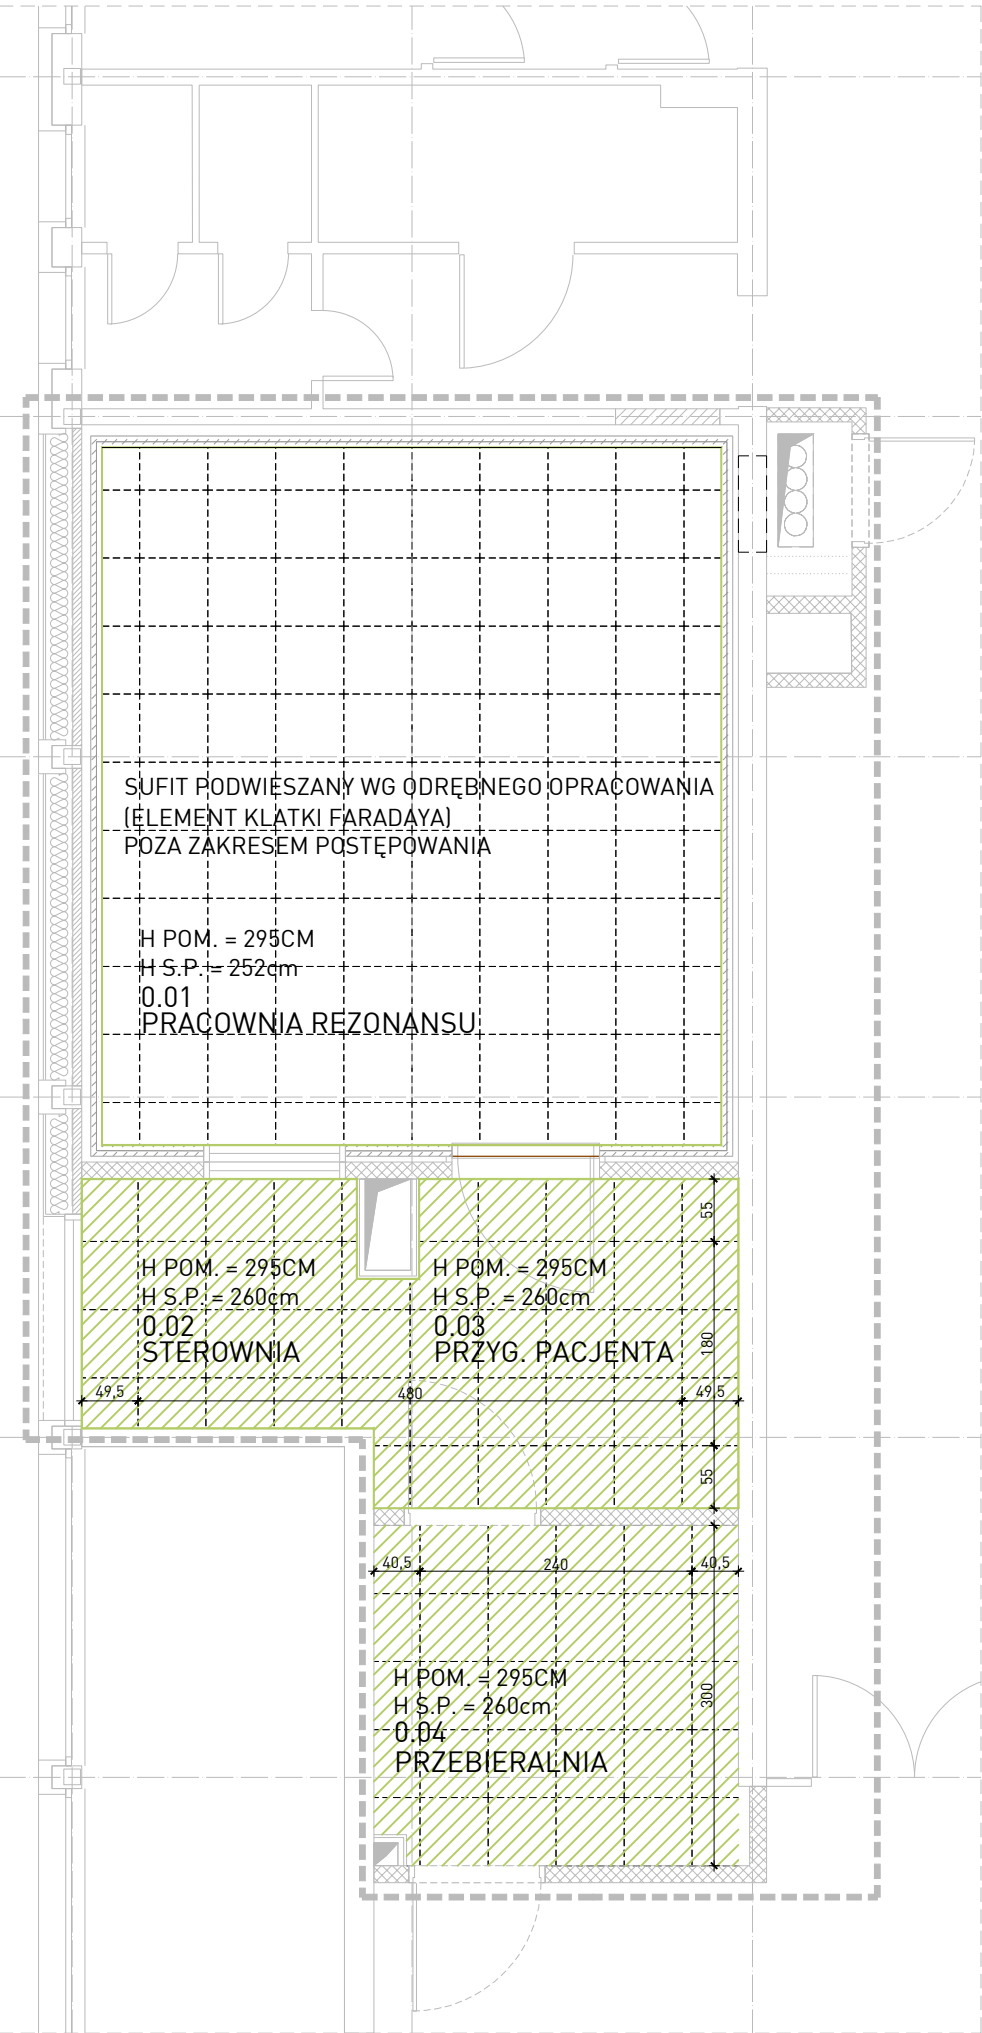 SUFIT PODWIESZANY WG ODRĘBNEGO OPRACOWANIA
(ELEMENT KLATKI FARADAYA)
POZA ZAKRESEM POSTĘPOWANIA
H POM. = 295CM
H S.P. = 252cm
0.01
PRACOWNIA REZONANSU
55
H POM. = 295CM
H S.P. = 260cm
0.02
STEROWNIA
H POM. = 295CM
H S.P. = 260cm
0.03
PRZYG. PACJENTA
180
49,5
480
49,5
55
40,5
240
40,5
H POM. = 295CM
H S.P. = 260cm
0.04
PRZEBIERALNIA
300